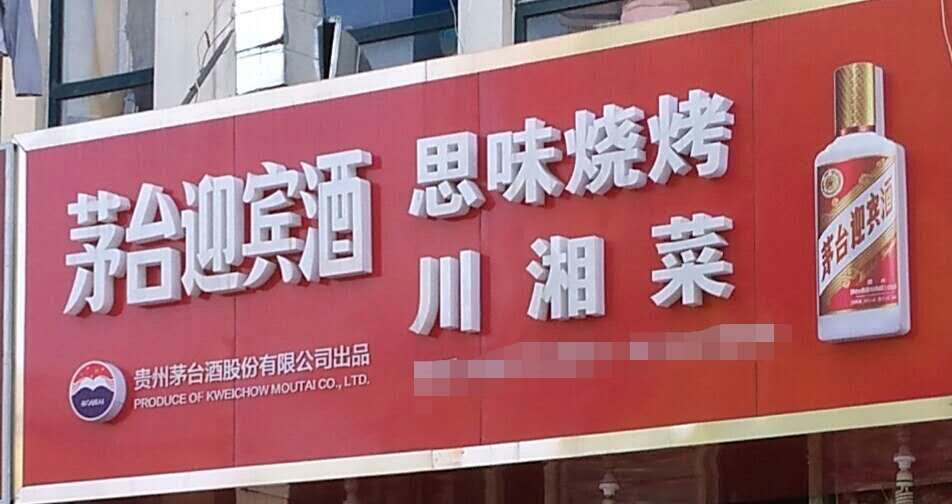 茅台迎宾酒
贵州茅台酒股份有限公司出品
PRODUCE OF KWEICHOW MOUTAI CO., LTD.
思味烧烤
川湘菜
茅台迎宾酒